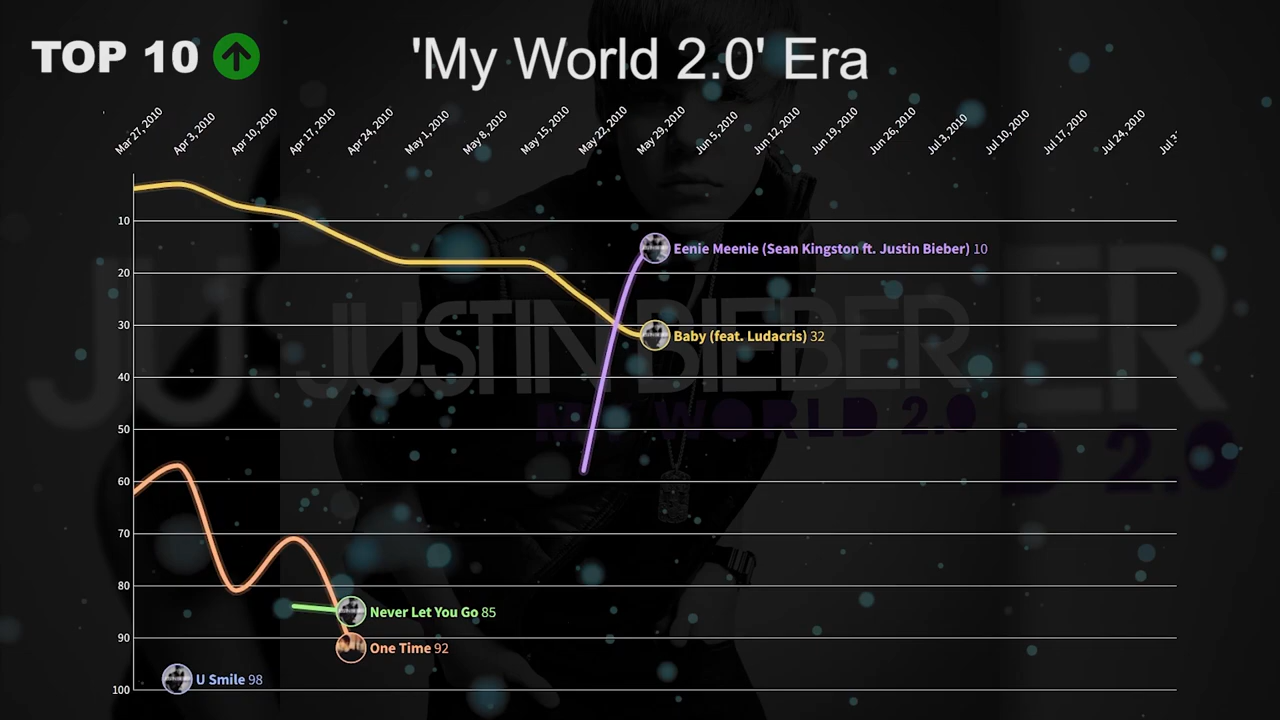 TOP 10
'My World 2.0' Era
Mar 27, 2010
Apr 3, 2010
Apr 10, 2010
Apr 17, 2010
Apr 24, 2010
May 1, 2010
May 8, 2010
May 15, 2010
May 22, 2010
May 29, 2010
Jun 5, 2010
Jun 12, 2010
Jun 19, 2010
Jun 26, 2010
Jul 3, 2010
Jul 10, 2010
Jul 17, 2010
Jul 24, 2010
10
Eenie Meenie (Sean Kingston ft. Justin Bieber) 10
20
30
Baby (feat. Ludacris) 32
JUSTIN BIEBER
40
MY WORLD 2.0
50
60
70
80
Never Let You Go 85
90
One Time 92
U Smile 98
100